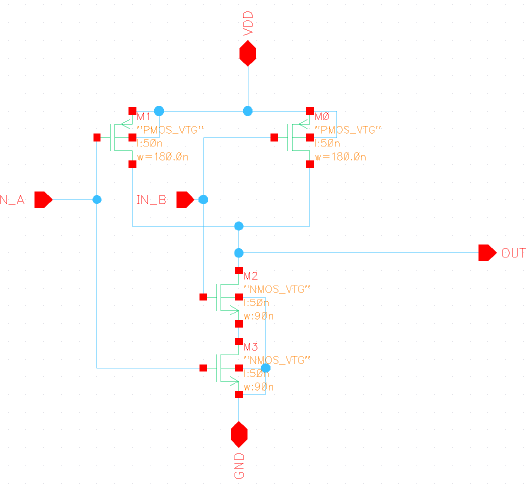 VDD
M1
"PMOS_VTG"
l:50n
w=180.0n
M0
"PMOS_VTG"
l:50n
w=180.0n
N_A
IN_B
OUT
M2
"NMOS_VTG"
l:50n
w:90n
M3
"NMOS_VTG"
l:50n
w:90n
GND